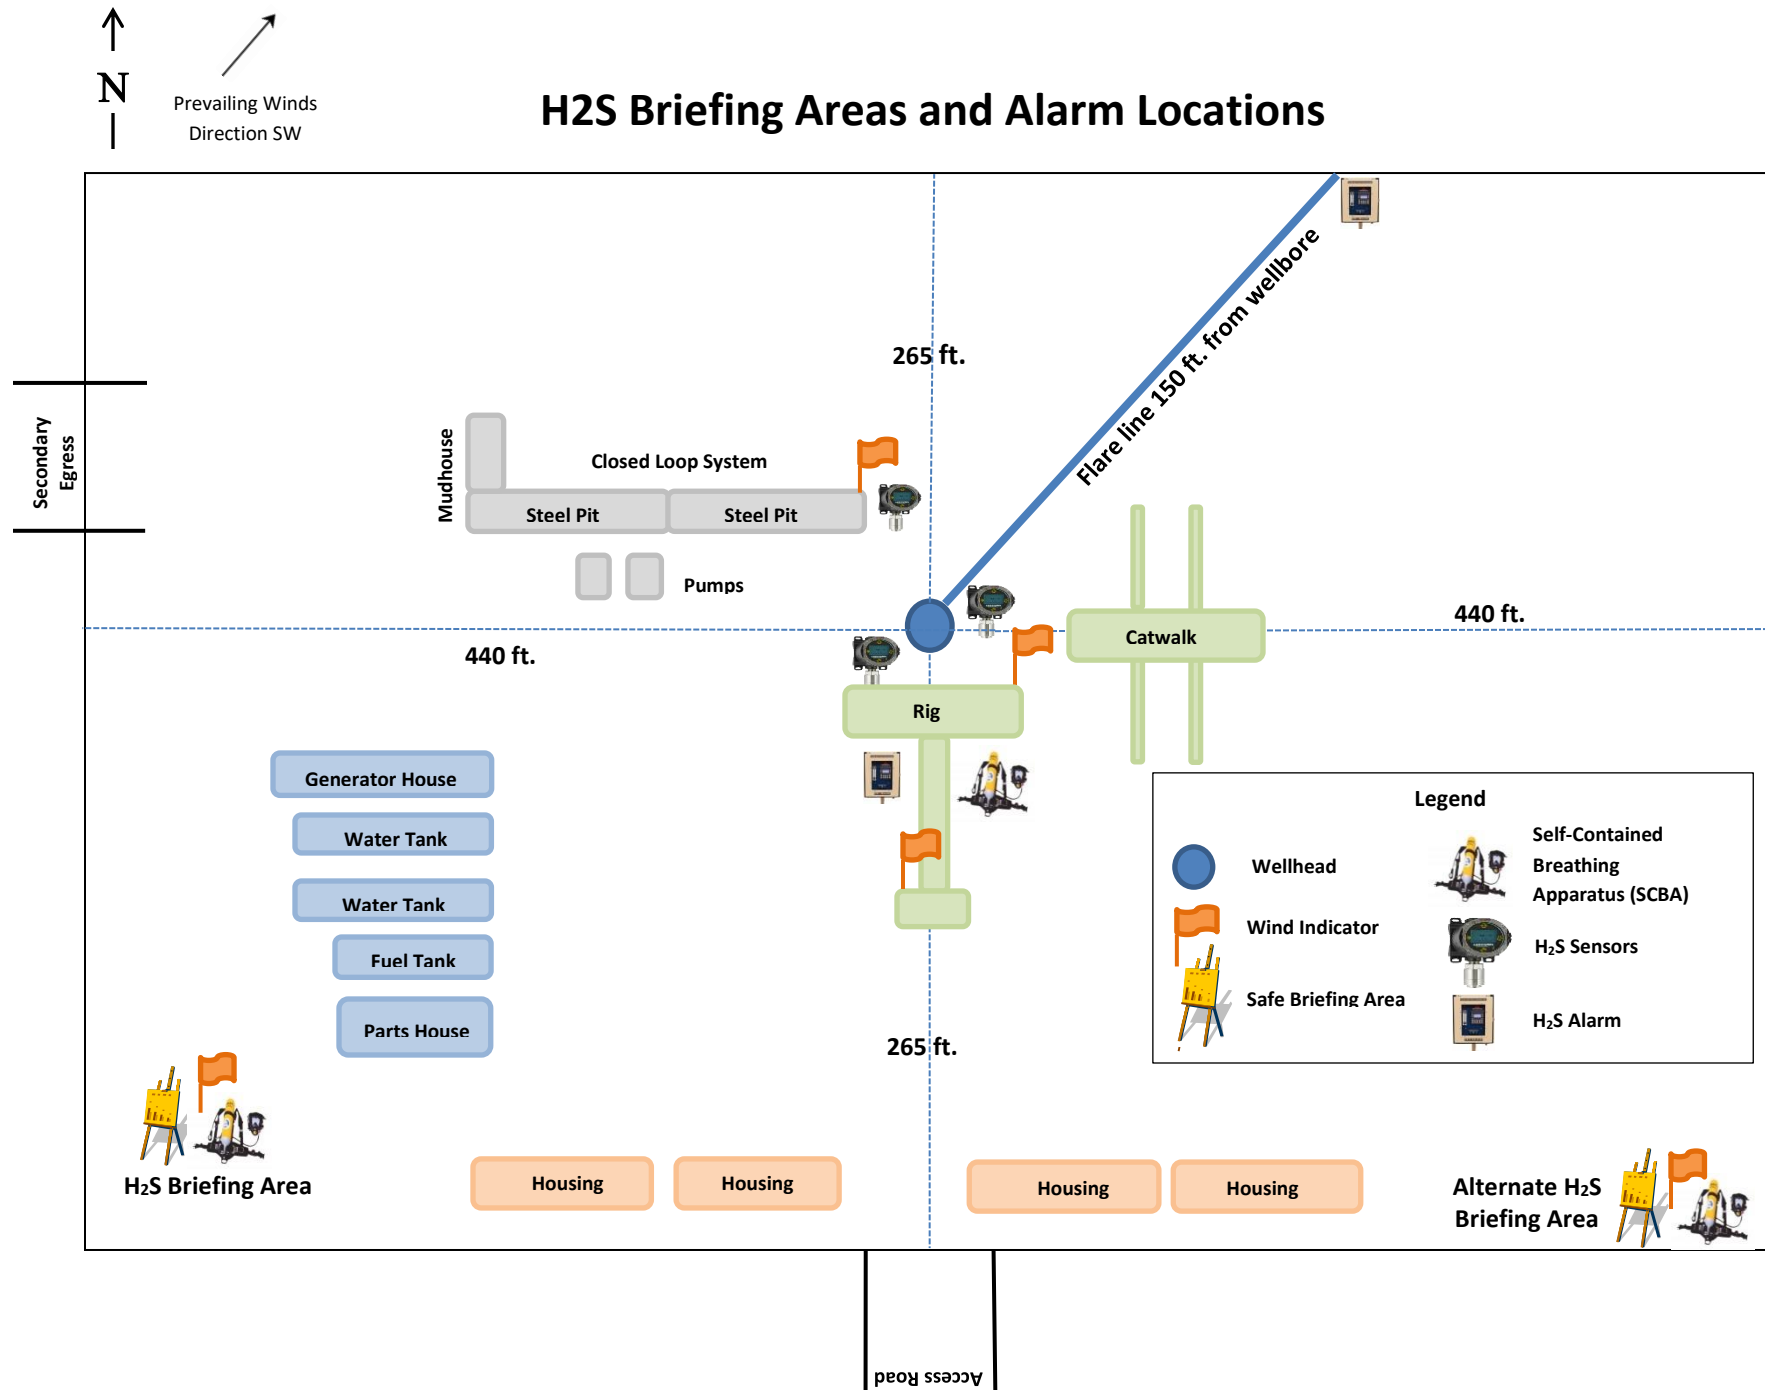 N
Prevailing Winds
Direction SW
H2S Briefing Areas and Alarm Locations
265 ft.
Flare line 150 ft. from wellbore
Secondary
Egress
Mudhouse
Closed Loop System
Steel Pit
Steel Pit
Pumps
440 ft.
Catwalk
440 ft.
Rig
Generator House
Water Tank
Water Tank
Fuel Tank
Parts House
265 ft.
Legend
Wellhead
Wind Indicator
Safe Briefing Area
Self-Contained
Breathing
Apparatus (SCBA)
H₂S Sensors
H₂S Alarm
H₂S Briefing Area
Housing
Housing
Housing
Housing
Alternate H₂S
Briefing Area
Access Road